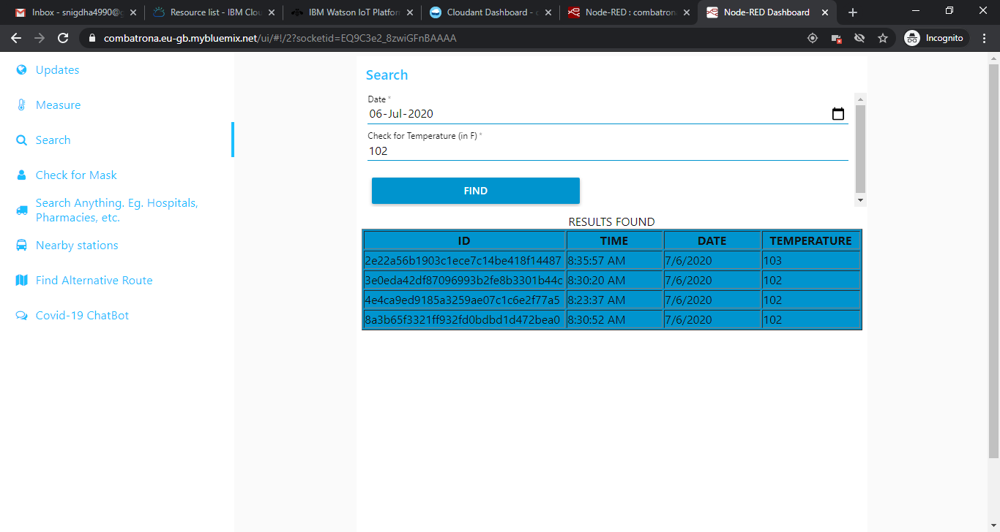 Inbox - snigdha4990@g
Resource list - IBM Clou
IBM Watson IoT Platform
Cloudant Dashboard - c
Node-RED : combatrona
Node-RED Dashboard
combatrona.eu-gb.mybluemix.net/ui/#!/2?socketid=EQ9C3e2_8zwiGFnBAAAA
Incognito
Updates
Measure
Search
Check for Mask
Search Anything. Eg. Hospitals,
Pharmacies, etc.
Nearby stations
Find Alternative Route
Covid-19 ChatBot
Search
Date *
06-Jul-2020
Check for Temperature (in F) *
102
FIND
RESULTS FOUND
ID TIME DATE TEMPERATURE
2e22a56b1903c1ece7c14be418f14487 8:35:57 AM 7/6/2020 103
3e0eda42df87096993b2fe8b3301b44c 8:30:20 AM 7/6/2020 102
4e4ca9ed9185a3259ae07c1c6e2f77a5 8:23:37 AM 7/6/2020 102
8a3b65f3321ff932fd0bdbd1d472bea0 8:30:52 AM 7/6/2020 102